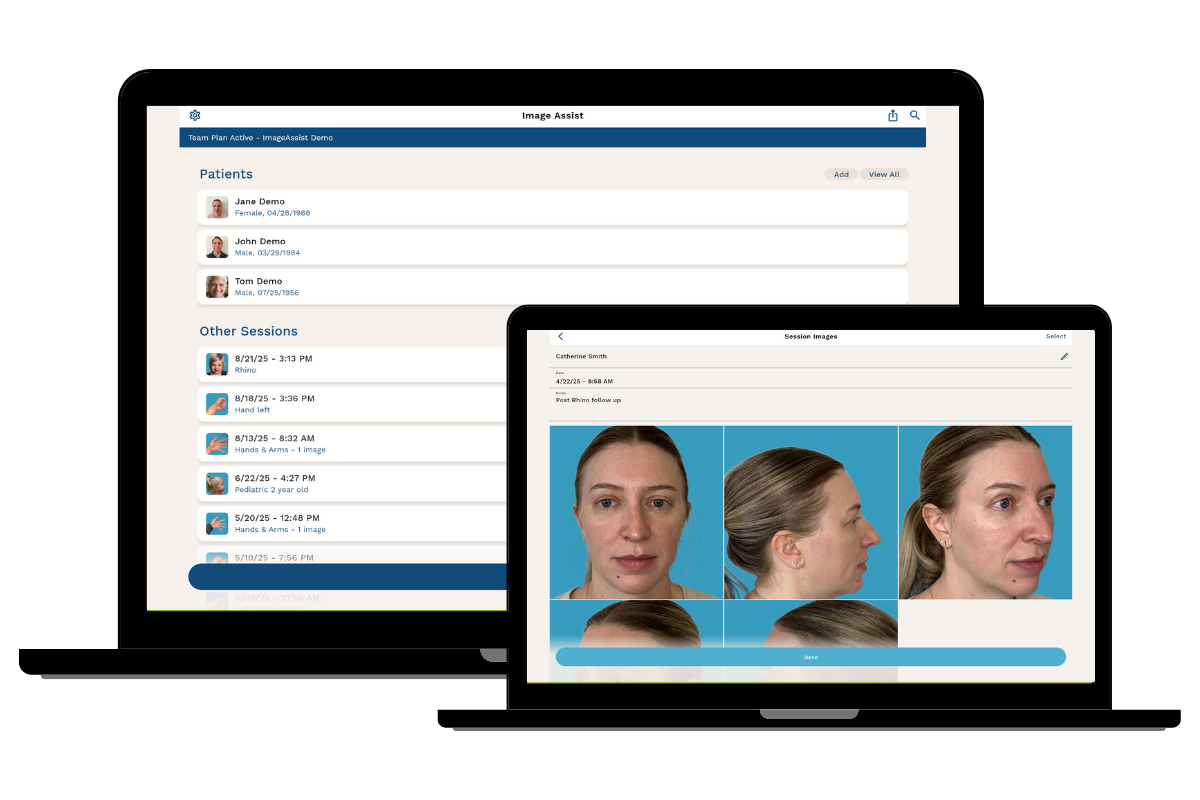 Image Assist
Team Plan Active - ImageAssist Demo
Patients
Add
View All
Jane Demo
Female, 04/28/1988
John Demo
Male, 03/29/1984
Tom Demo
Male, 07/25/1956
Other Sessions
8/21/25 - 3:13 PM
Rhino
8/18/25 - 3:36 PM
Hand left
8/13/25 - 8:32 AM
Hands & Arms - 1 image
6/22/25 - 4:27 PM
Pediatric 2 year old
5/20/25 - 12:48 PM
Hands & Arms - 1 image
5/10/25 - 7:56 PM
5/09/25 - 10:56 AM
Session Images
Select
Catherine Smith
Date
4/22/25 - 8:58 AM
Notes
Post Rhino follow up
Done